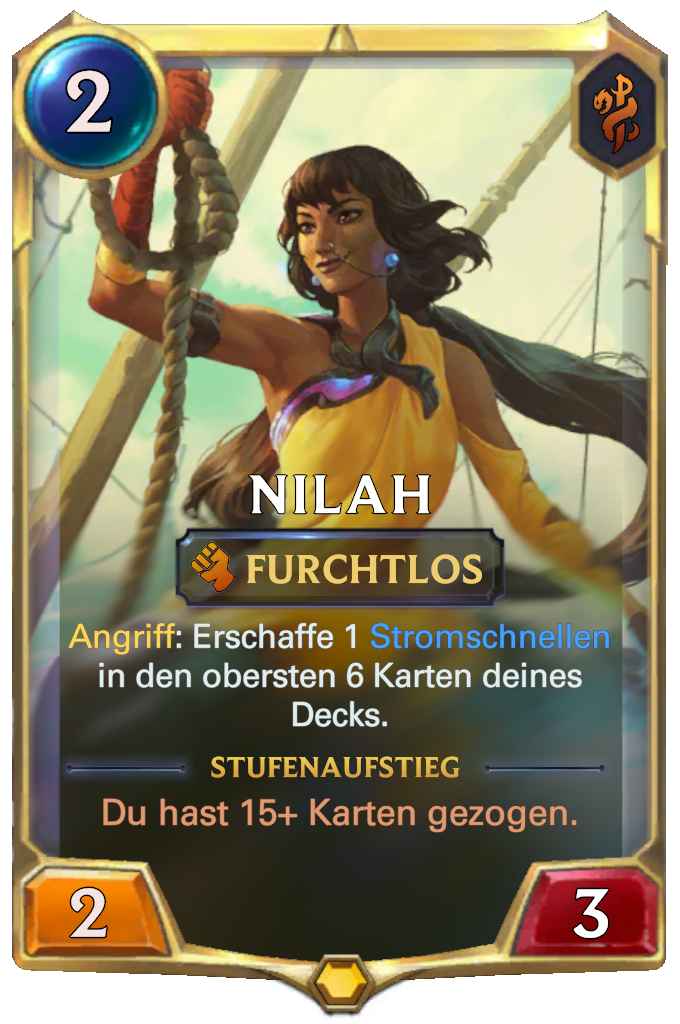 2
NILAH
FURCHTLOS
Angriff: Erschaffe 1 Stromschnellen
in den obersten 6 Karten deines
Decks.
STUFENAUFSTIEG
Du hast 15+ Karten gezogen.
2
3